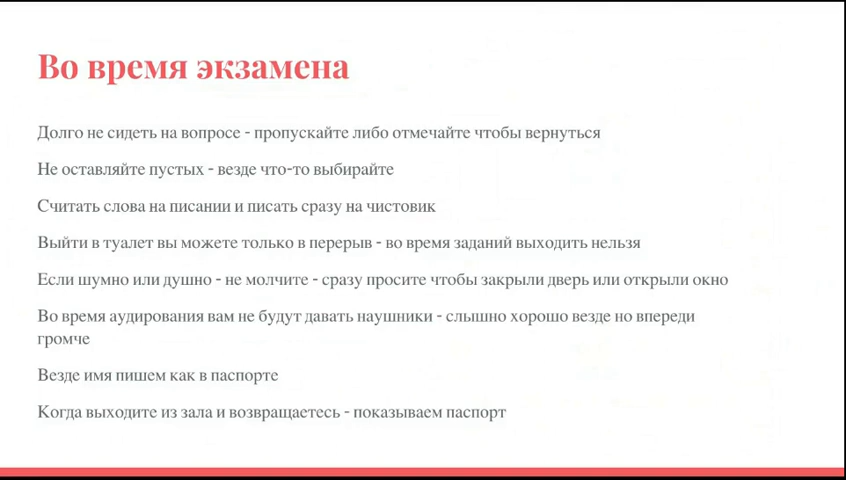 Во время экзамена
Долго не сидеть на вопросе - пропускайте либо отмечайте чтобы вернуться
Не оставляйте пустых - везде что-то выбирайте
Считать слова на писании и писать сразу на чистовик
Выйти в туалет вы можете только в перерыв - во время заданий выходить нельзя
Если шумно или душно - не молчите - сразу просите чтобы закрыли дверь или открыли окно
Во время аудирования вам не будут давать наушники - слышно хорошо везде но впереди
громче
Везде имя пишем как в паспорте
Когда выходите из зала и возвращаетесь - показываем паспорт